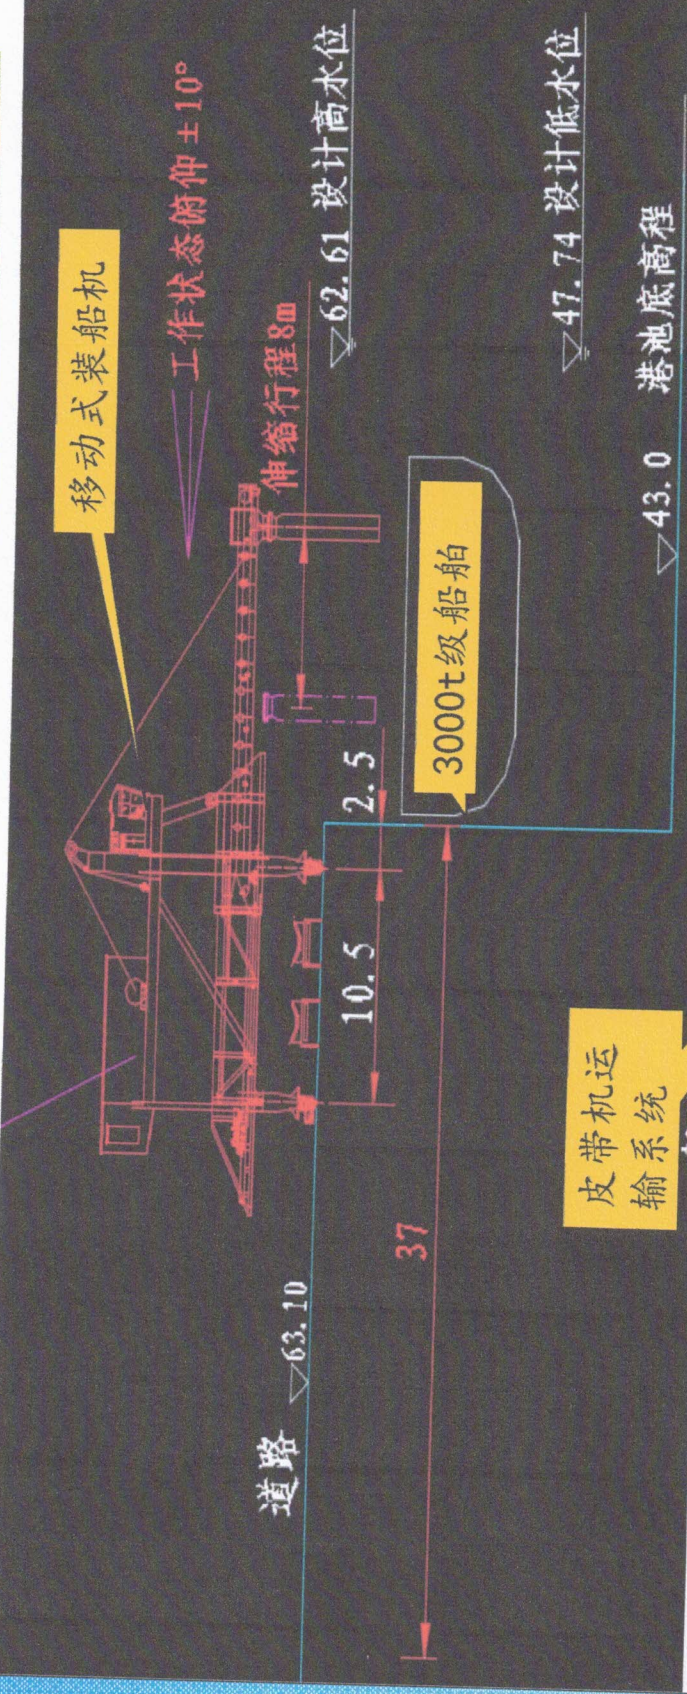 移动式装船机
工作状态俯仰±10°
伸缩行程8m
62.61 设计高水位
道路
63.10
10.5
2.5
3000t级船舶
47.74 设计低水位
37
43.0 港池底高程
皮带机运
输系统